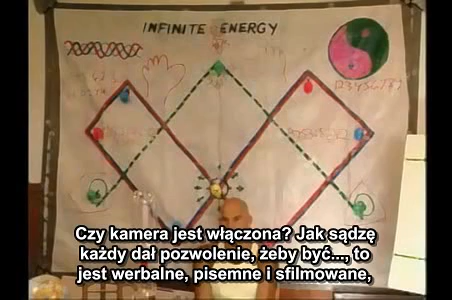 INFINITE ENERGY
Czy kamera jest włączona? Jak sądzę
każdy dał pozwolenie, żeby być..., to
jest werbalne, pisemne i sfilmowane,